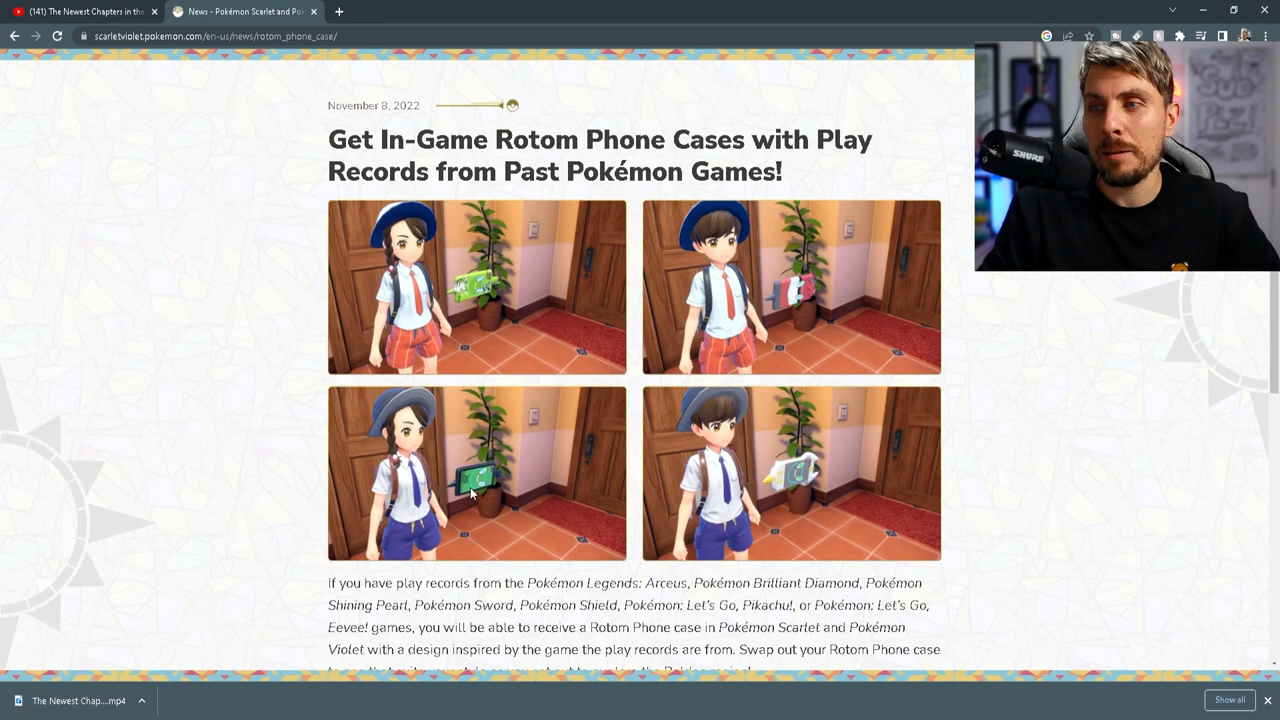 (141) The Newest Chapters in the
News - Pokémon Scarlet and Po
scarletviolet.pokemon.com/en-us/news/rotom_phone_case/
SHURE
November 8, 2022
Get In-Game Rotom Phone Cases with Play
Records from Past Pokémon Games!
If you have play records from the Pokémon Legends: Arceus, Pokémon Brilliant Diamond, Pokémon
Shining Pearl, Pokémon Sword, Pokémon Shield, Pokémon: Let's Go, Pikachu!, or Pokémon: Let's Go,
Eevee! games, you will be able to receive a Rotom Phone case in Pokémon Scarlet and Pokémon
Violet with a design inspired by the game the play records are from. Swap out your Rotom Phone case
The Newest Chap....mp4
Show all